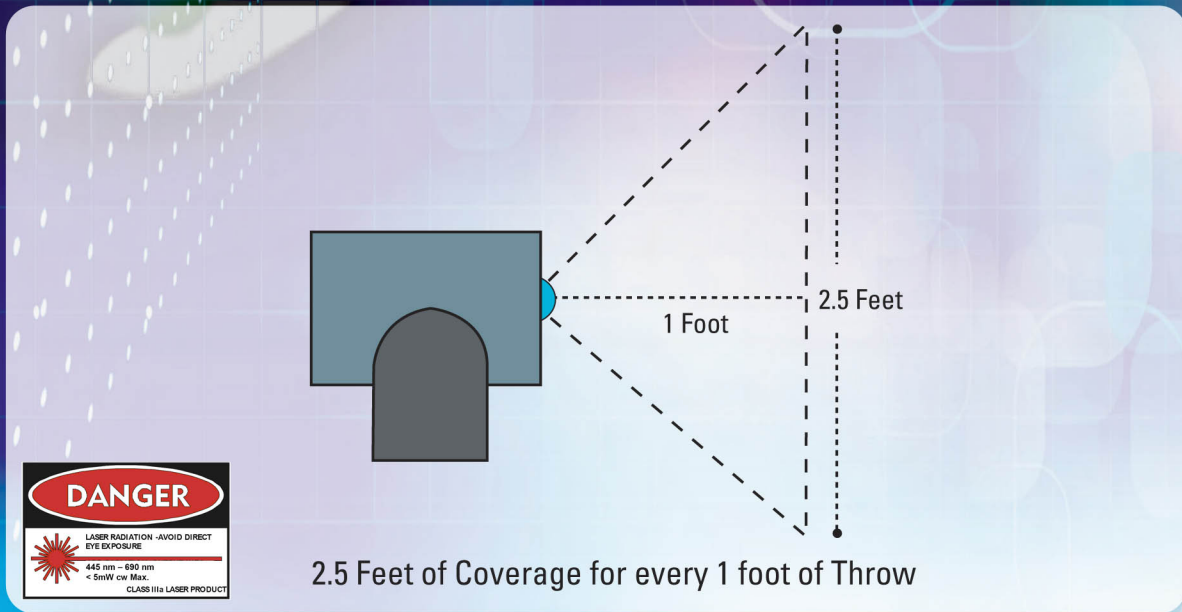 2.5 Feet
1 Foot
DANGER
LASER RADIATION -AVOID DIRECT
EYE EXPOSURE
445 nm – 690 nm
< 5mW cw Max.
CLASS IIIa LASER PRODUCT
2.5 Feet of Coverage for every 1 foot of Throw